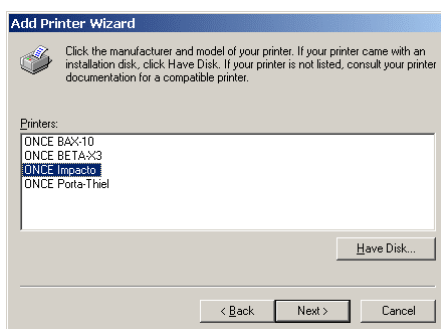 Add Printer Wizard
Click the manufacturer and model of your printer. If your printer came with an
installation disk, click Have Disk. If your printer is not listed, consult your printer
documentation for a compatible printer.
Printers:
ONCE BAX-10
ONCE BETA-X3
ONCE Impacto
ONCE Porta-Thiel
Have Disk...
< Back Next > Cancel